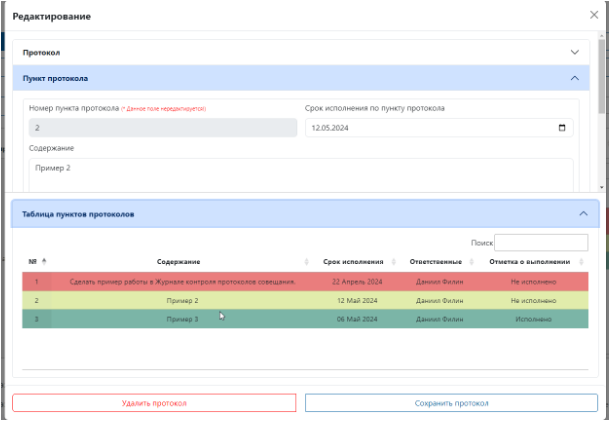 Редактирование
Протокол
Пункт протокола
Номер пункта протокола (* Данное поле нередактируется) Срок исполнения по пункту протокола
2 12.05.2024
Содержание
Пример 2
Таблица пунктов протоколов
Поиск
№ Содержание Срок исполнения Ответственные Отметка о выполнении
1 Сделать пример работы в Журнале контроля протоколов совещания. 22 Апрель 2024 Даниил Филин Не исполнено
2 Пример 2 12 Май 2024 Даниил Филин Не исполнено
3 Пример 3 06 Май 2024 Даниил Филин Исполнено
Удалить протокол Сохранить протокол